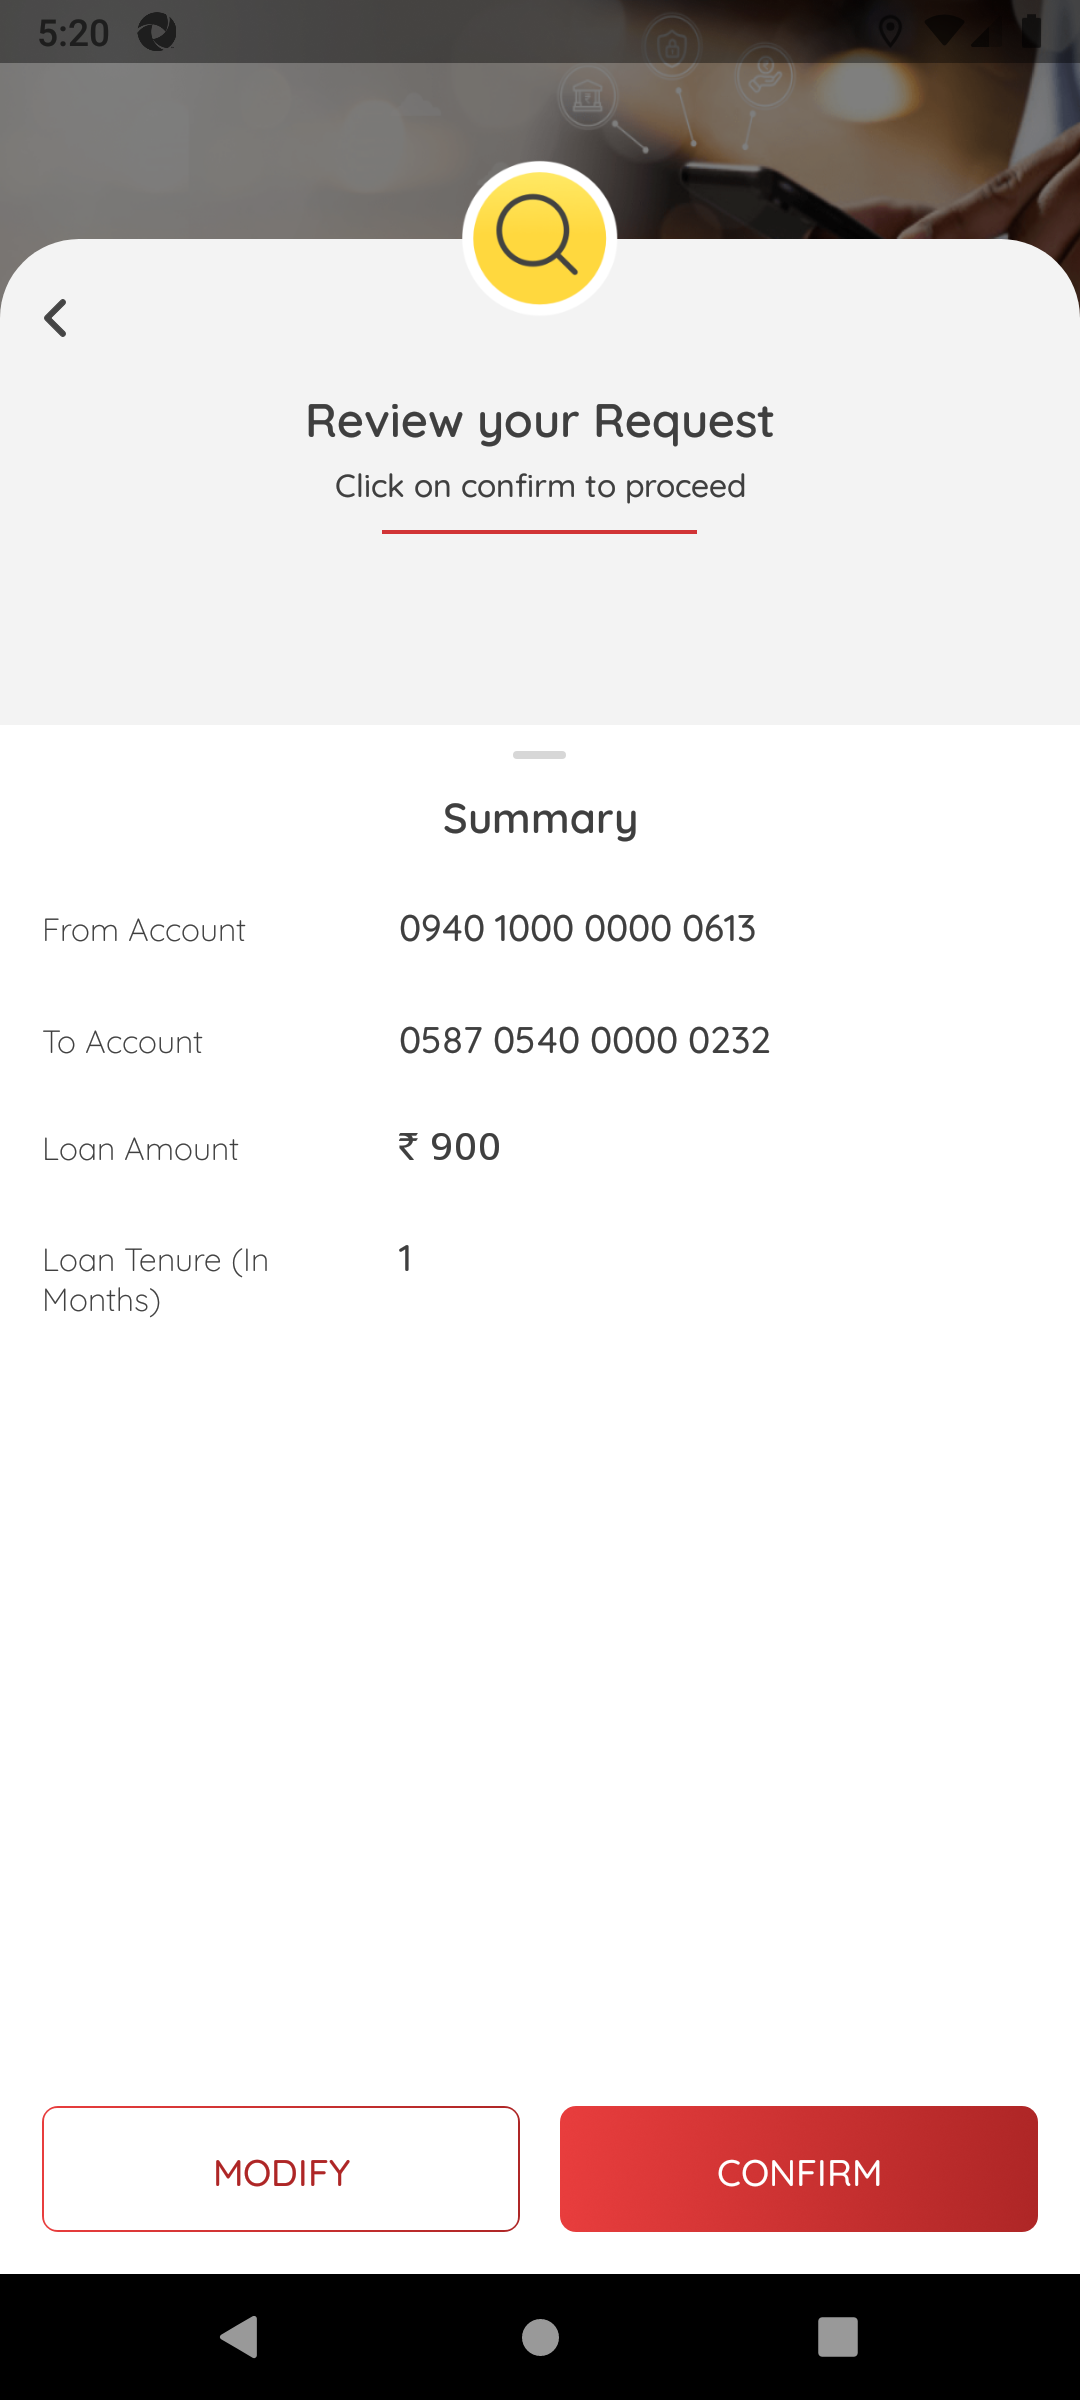 5:20
Review your Request
Click on confirm to proceed
Summary
From Account 0940 1000 0000 0613
To Account 0587 0540 0000 0232
Loan Amount ₹ 900
Loan Tenure (In 1
Months)
MODIFY CONFIRM